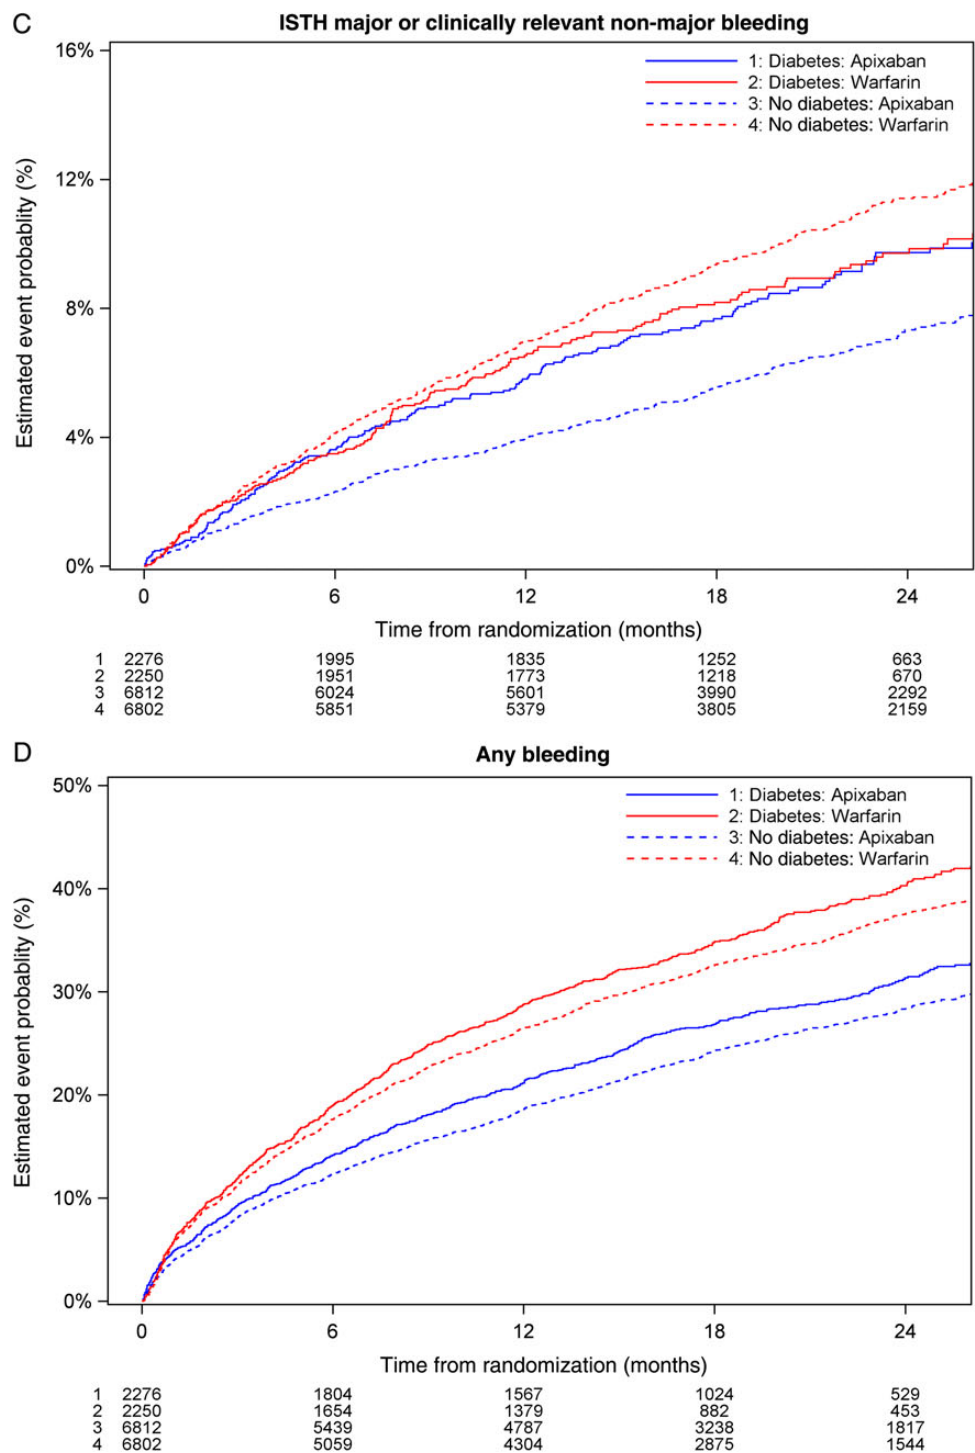 C
ISTH major or clinically relevant non-major bleeding
16%
12%
8%
4%
0%
Estimated event probablity (%)
1: Diabetes: Apixaban
2: Diabetes: Warfarin
3: No diabetes: Apixaban
4: No diabetes: Warfarin
0 6 12 18 24
Time from randomization (months)
1 2276 1995 1835 1252 663
2 2250 1951 1773 1218 670
3 6812 6024 5601 3990 2292
4 6802 5851 5379 3805 2159
D
Any bleeding
50%
40%
30%
20%
10%
0%
Estimated event probablity (%)
1: Diabetes: Apixaban
2: Diabetes: Warfarin
3: No diabetes: Apixaban
4: No diabetes: Warfarin
0 6 12 18 24
Time from randomization (months)
1 2276 1804 1567 1024 529
2 2250 1654 1379 882 453
3 6812 5439 4787 3238 1817
4 6802 5059 4304 2875 1544